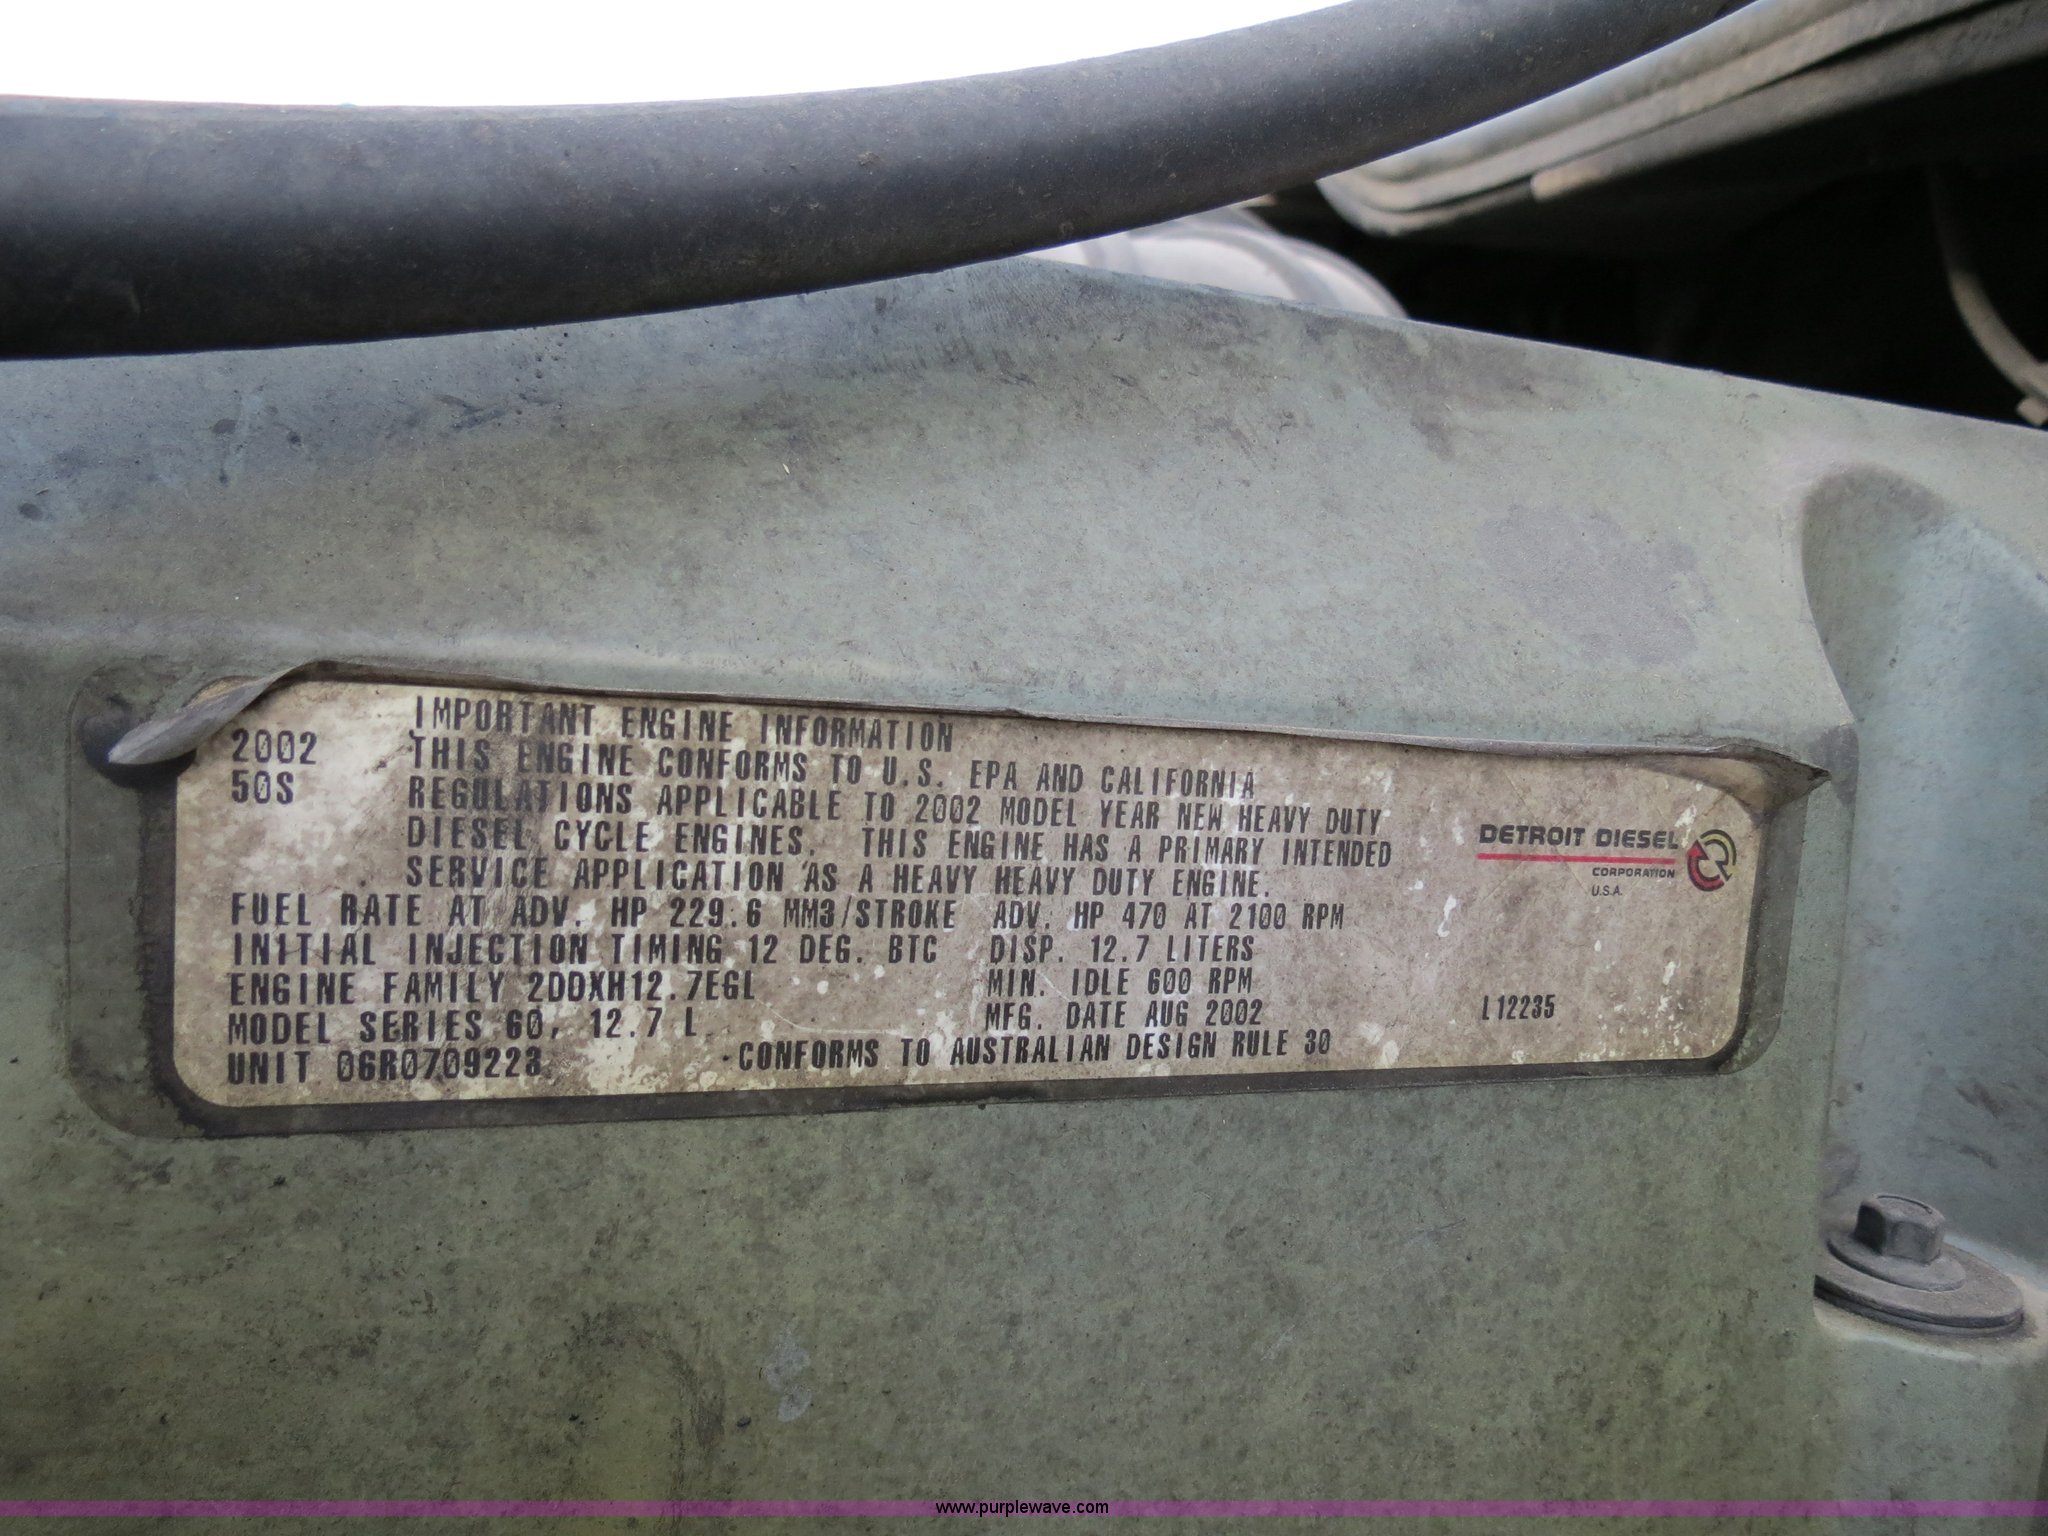 IMPORTANT ENGINE INFORMATION
2002 THIS ENGINE CONFORMS TO U.S. EPA AND CALIFORNIA
50S REGULATIONS APPLICABLE TO 2002 MODEL YEAR NEW HEAVY DUTY
DIESEL CYCLE ENGINES. THIS ENGINE HAS A PRIMARY INTENDED
SERVICE APPLICATION AS A HEAVY HEAVY DUTY ENGINE.
FUEL RATE AT ADV. HP 229.6 MM3/STROKE ADV. HP 470 AT 2100 RPM
INITIAL INJECTION TIMING 12 DEG. BTC DISP. 12.7 LITERS
ENGINE FAMILY 2DDXH12.7EGL MIN. IDLE 600 RPM
MODEL SERIES 60, 12.7 L MFG. DATE AUG 2002
UNIT 06R0709223 CONFORMS TO AUSTRALIAN DESIGN RULE 30
DETROIT DIESEL
CORPORATION
U.S.A.
L12235
www.purplewave.com